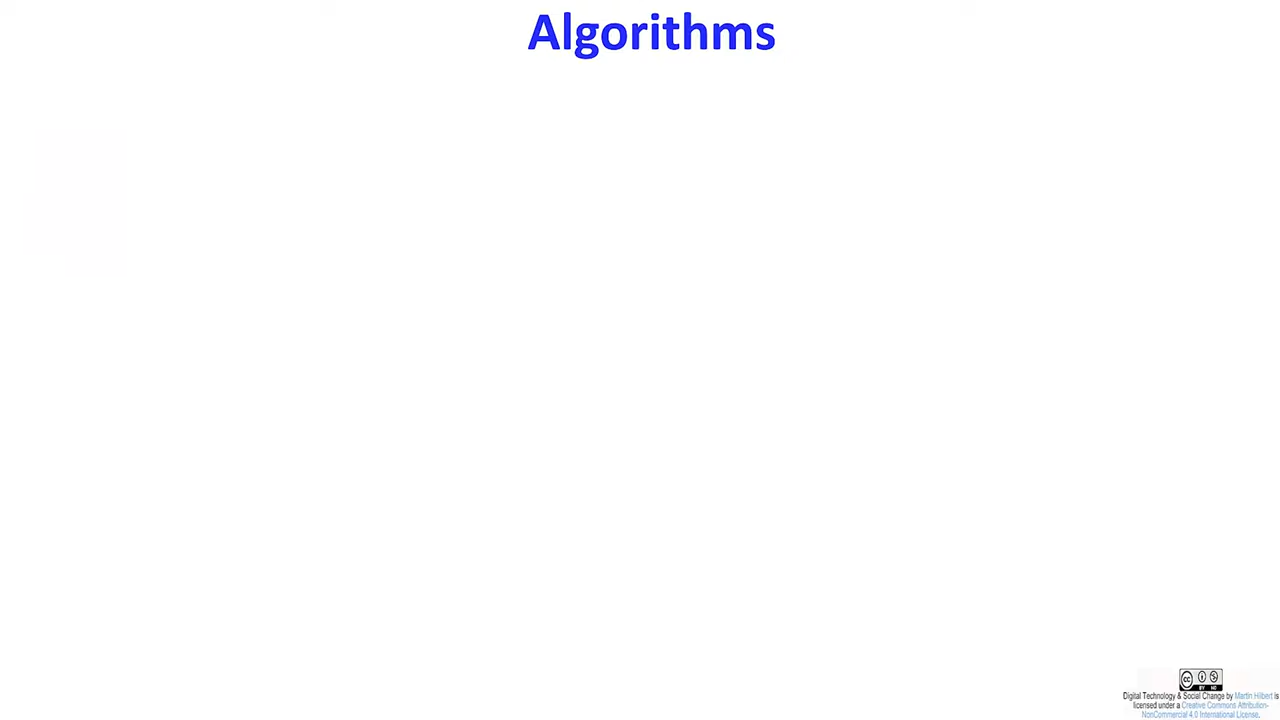 Algorithms
Digital Technology & Social Change by Martin Hilbert is
licensed under a Creative Commons Attribution-
NonCommercial 4.0 International License.